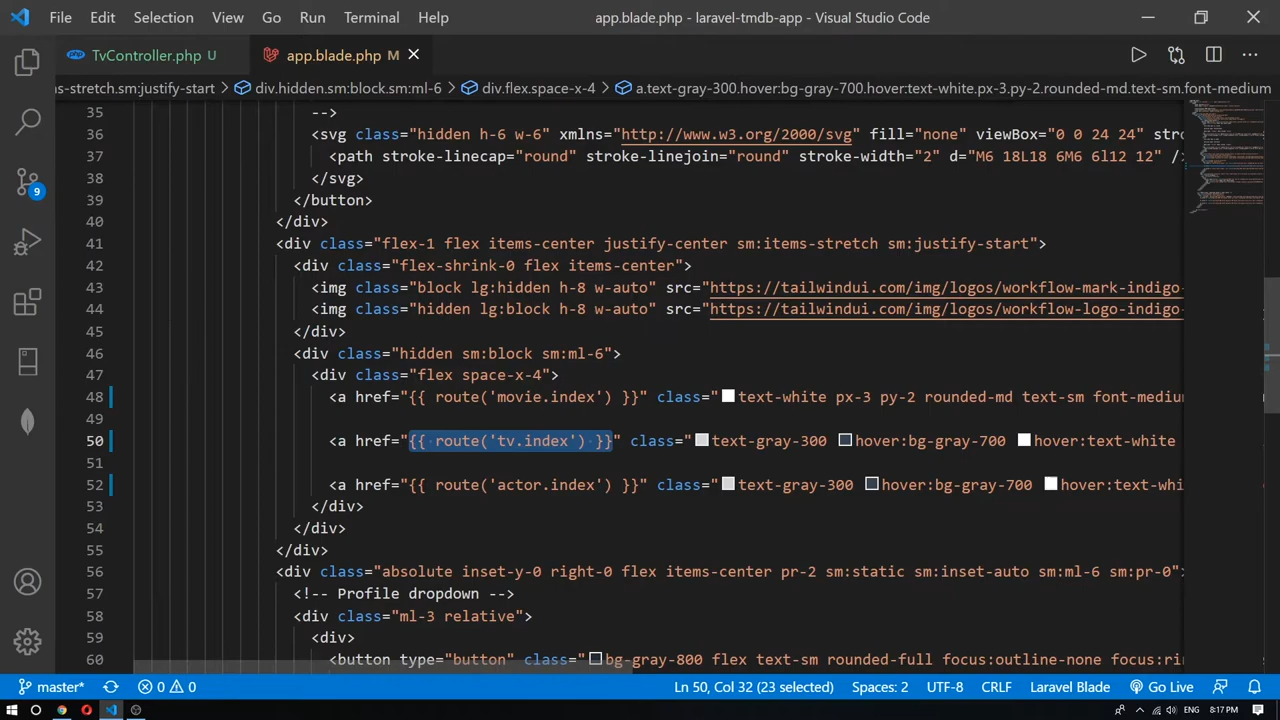 File Edit Selection View Go Run Terminal Help
app.blade.php - laravel-tmdb-app - Visual Studio Code
TvController.php U
app.blade.php M
ns-stretch.sm:justify-start > div.hidden.sm:block.sm:ml-6 > div.flex.space-x-4 > a.text-gray-300.hover:bg-gray-700.hover:text-white.px-3.py-2.rounded-md.text-sm.font-medium
35 -->
36 <svg class="hidden h-6 w-6" xmlns="http://www.w3.org/2000/svg" fill="none" viewBox="0 0 24 24" str
37 <path stroke-linecap="round" stroke-linejoin="round" stroke-width="2" d="M6 18L18 6M6 6l12 12" /
38 </svg>
39 </button>
40 </div>
41 <div class="flex-1 flex items-center justify-center sm:items-stretch sm:justify-start">
42 <div class="flex-shrink-0 flex items-center">
43 <img class="block lg:hidden h-8 w-auto" src="https://tailwindui.com/img/logos/workflow-mark-indigo-
44 <img class="hidden lg:block h-8 w-auto" src="https://tailwindui.com/img/logos/workflow-logo-indigo-
45 </div>
46 <div class="hidden sm:block sm:ml-6">
47 <div class="flex space-x-4">
48 <a href="{{ route('movie.index') }}" class="text-white px-3 py-2 rounded-md text-sm font-medium
49
50 <a href="{{ route('tv.index') }}" class="text-gray-300 hover:bg-gray-700 hover:text-white
51
52 <a href="{{ route('actor.index') }}" class="text-gray-300 hover:bg-gray-700 hover:text-whi
53 </div>
54 </div>
55 </div>
56 <div class="absolute inset-y-0 right-0 flex items-center pr-2 sm:static sm:inset-auto sm:ml-6 sm:pr-0">
57 <!-- Profile dropdown -->
58 <div class="ml-3 relative">
59 <div>
60 <button type="button" class="bg-gray-800 flex text-sm rounded-full focus:outline-none focus:ri
9
master* 0 0 Ln 50, Col 32 (23 selected) Spaces: 2 UTF-8 CRLF Laravel Blade Go Live
ENG 8:17 PM